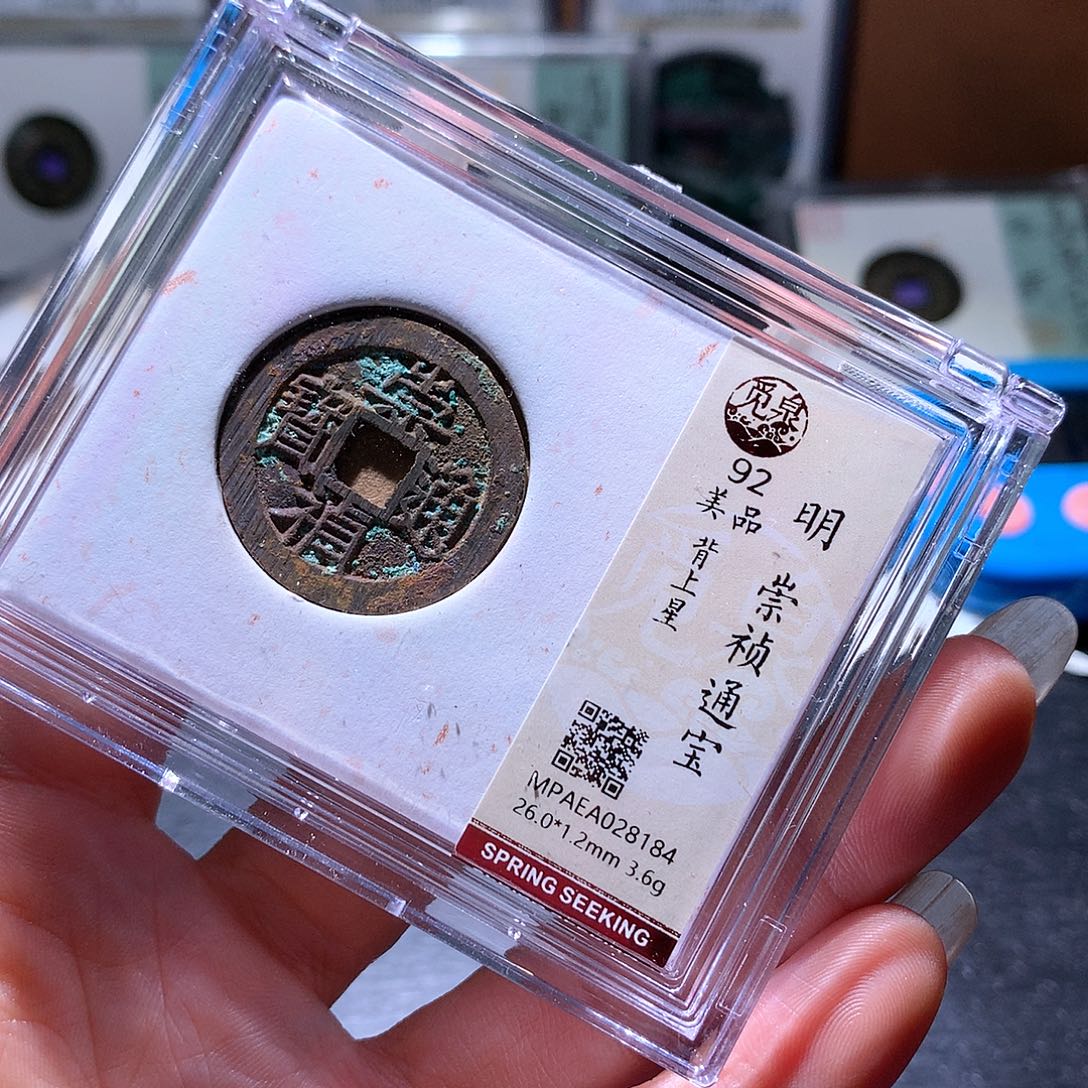 崇禎通寶
觅泉
92
美品
背上星
明
崇祯通宝
MPAEA028184
26.0*1.2mm 3.6g
SPRING SEEKING